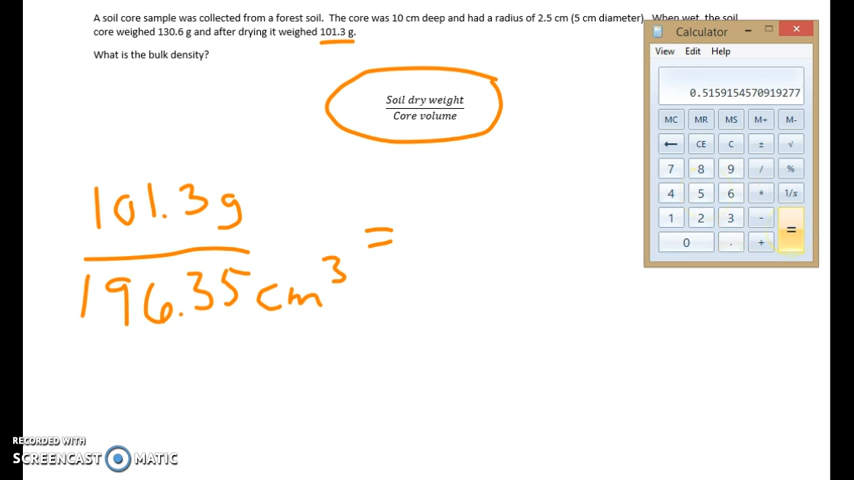 A soil core sample was collected from a forest soil. The core was 10 cm deep and had a radius of 2.5 cm (5 cm diameter). When wet, the soil
core weighed 130.6 g and after drying it weighed 101.3 g.
What is the bulk density?
Soil dry weight
Core volume
101.3g
196.35 cm³
=
Calculator
View Edit Help
0.5159154570919277
MC MR MS M+ M-
← CE C ± √
7 8 9 / %
4 5 6 * 1/x
1 2 3 - =
0 . +
RECORDED WITH
SCREENCAST MATIC